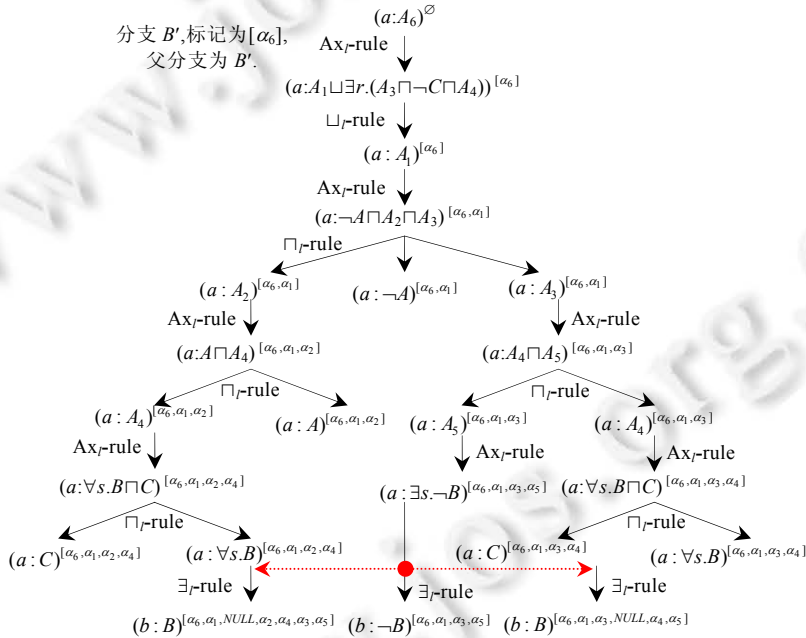 分支 B′,标记为[α₆],
父分支为 B′.
(a:A₆)^∅
Axₗ-rule
(a:A₁⊔∃r.(A₃⊓¬C⊓A₄))^[α₆]
⊔ₗ-rule
(a : A₁)^[α₆]
Axₗ-rule
(a:¬A⊓A₂⊓A₃)^[α₆,α₁]
⊓ₗ-rule
(a : A₂)^[α₆,α₁] (a : ¬A)^[α₆,α₁] (a : A₃)^[α₆,α₁]
Axₗ-rule Axₗ-rule
(a:A⊓A₄)^[α₆,α₁,α₂] (a:A₄⊓A₅)^[α₆,α₁,α₃]
⊓ₗ-rule ⊓ₗ-rule
(a : A₄)^[α₆,α₁,α₂] (a : A)^[α₆,α₁,α₂] (a : A₅)^[α₆,α₁,α₃] (a : A₄)^[α₆,α₁,α₃]
Axₗ-rule Axₗ-rule Axₗ-rule
(a:∀s.B⊓C)^[α₆,α₁,α₂,α₄] (a : ∃s.¬B)^[α₆,α₁,α₃,α₅] (a:∀s.B⊓C)^[α₆,α₁,α₃,α₄]
⊓ₗ-rule ⊓ₗ-rule
(a : C)^[α₆,α₁,α₂,α₄] (a : ∀s.B)^[α₆,α₁,α₂,α₄] (a : C)^[α₆,α₁,α₃,α₄] (a : ∀s.B)^[α₆,α₁,α₃,α₄]
∃ₗ-rule ∃ₗ-rule ∃ₗ-rule
(b : B)^[α₆,α₁,NULL,α₂,α₄,α₃,α₅] (b : ¬B)^[α₆,α₁,α₃,α₅] (b : B)^[α₆,α₁,α₃,NULL,α₄,α₅]